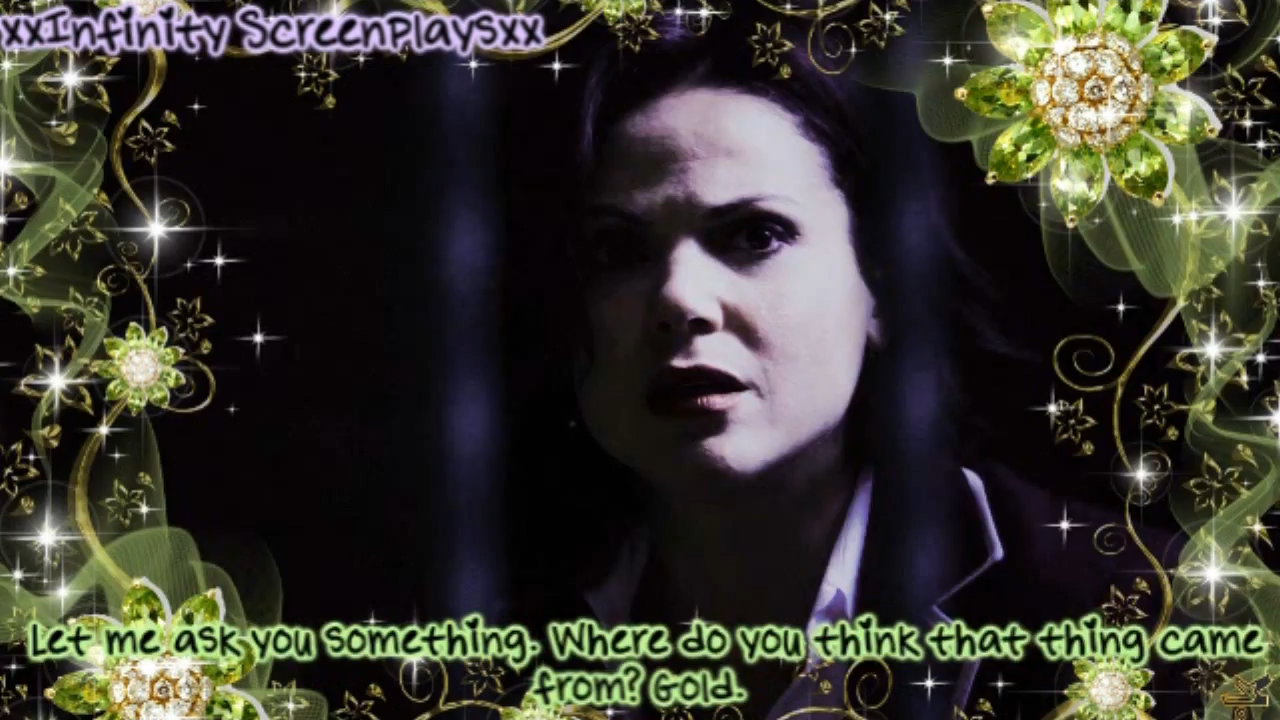 xxInfinity Screenplaysxx
Let me ask you something. Where do you think that thing came
from? Gold.